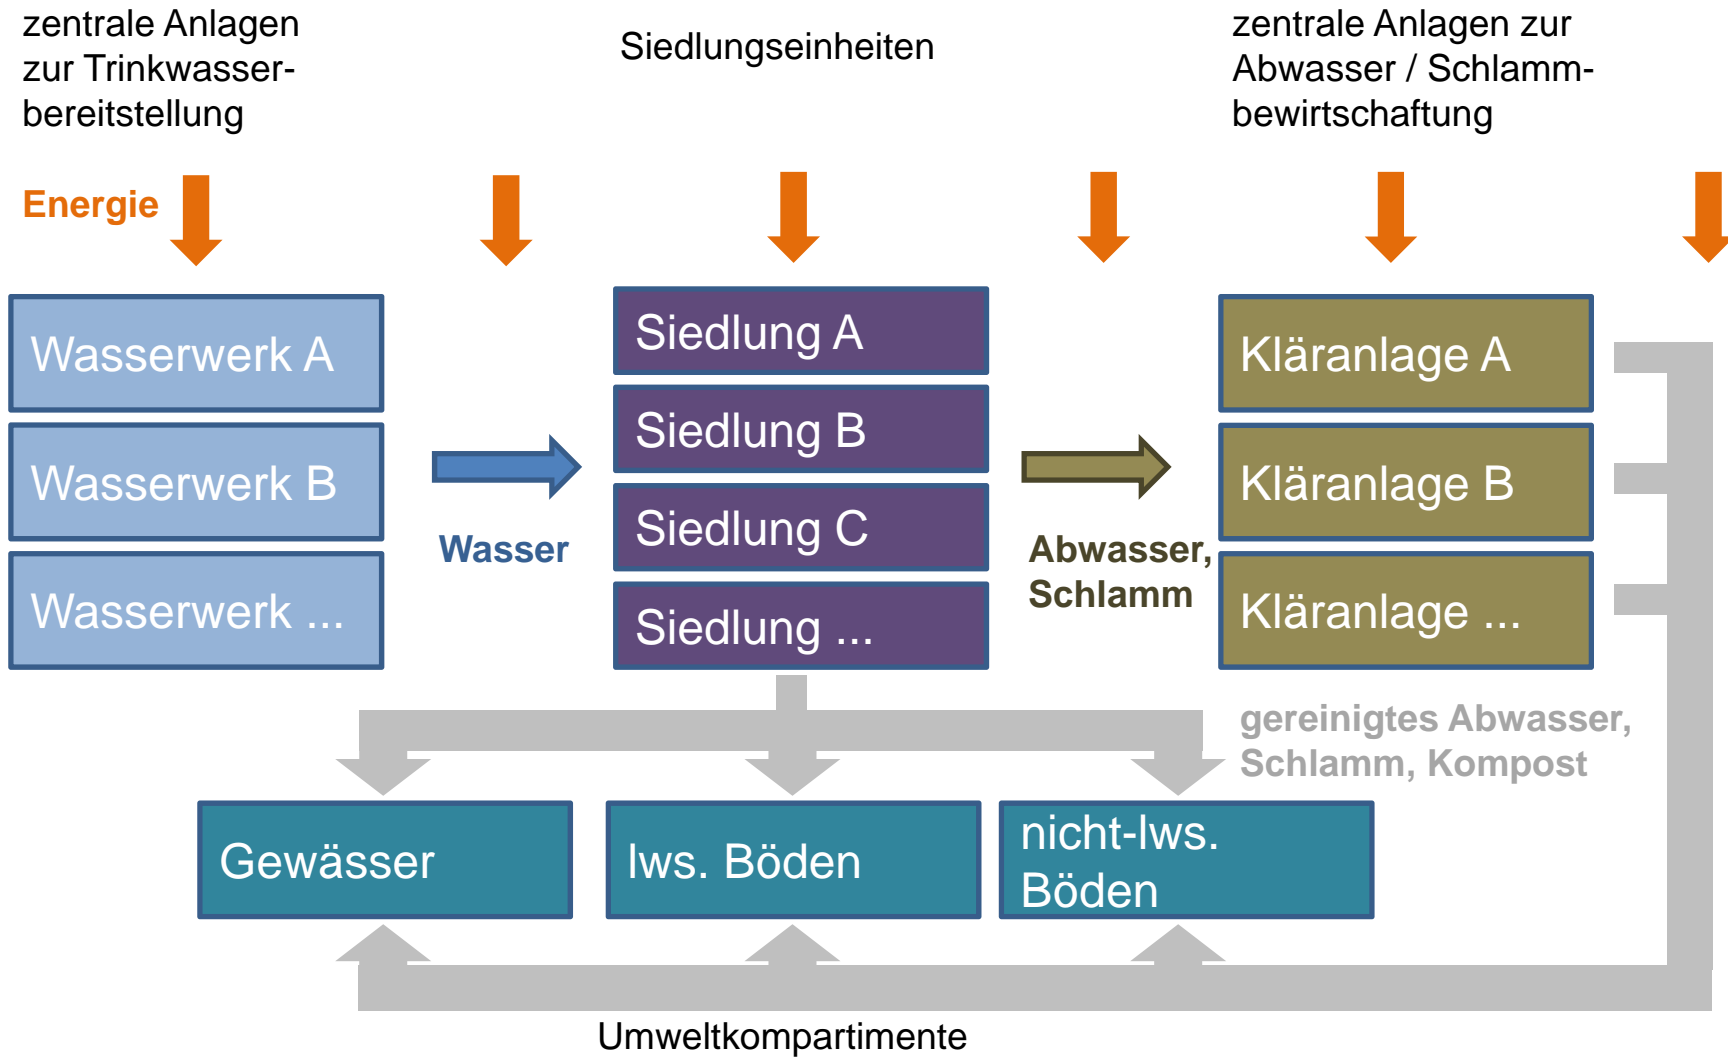 zentrale Anlagen
zur Trinkwasser-
bereitstellung
Siedlungseinheiten
zentrale Anlagen zur
Abwasser / Schlamm-
bewirtschaftung
Energie
Wasserwerk A
Wasserwerk B
Wasserwerk ...
Wasser
Siedlung A
Siedlung B
Siedlung C
Siedlung ...
Abwasser,
Schlamm
Kläranlage A
Kläranlage B
Kläranlage ...
gereinigtes Abwasser,
Schlamm, Kompost
Gewässer
lws. Böden
nicht-lws.
Böden
Umweltkompartimente